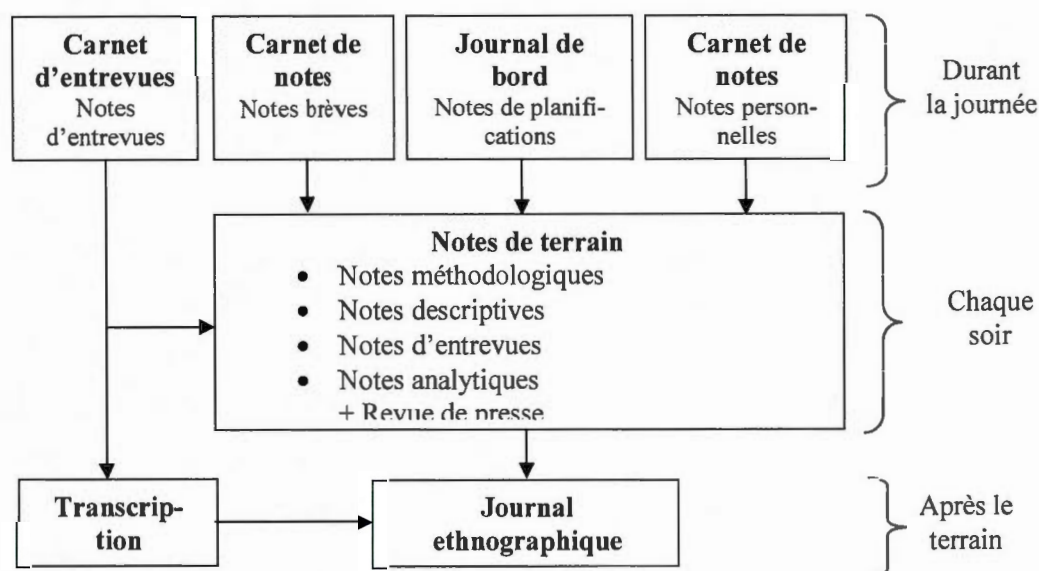 Carnet
d'entrevues
Notes
d'entrevues
Carnet de
notes
Notes brèves
Journal de
bord
Notes de planifi-
cations
Carnet de
notes
Notes person-
nelles
Durant
la journée
Notes de terrain
• Notes méthodologiques
• Notes descriptives
• Notes d'entrevues
• Notes analytiques
+ Revue de presse
Chaque
soir
Transcrip-
tion
Journal
ethnographique
Après le
terrain